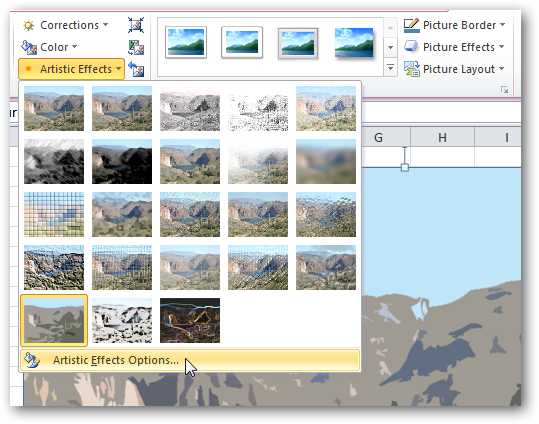 Corrections
Picture Border
Color
Picture Effects
Artistic Effects
Picture Layout
G H I
Artistic Effects Options...